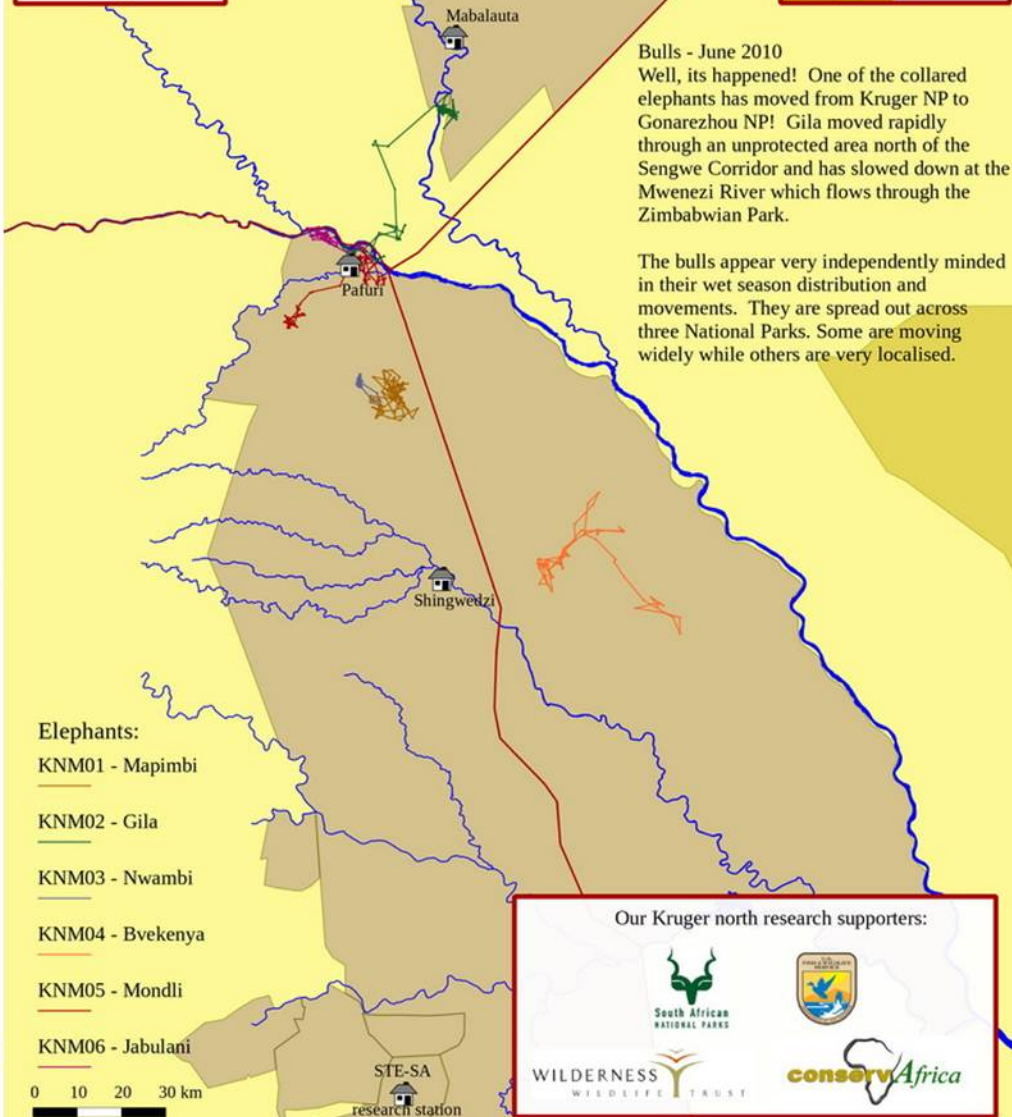 Mabalauta
Bulls - June 2010
Well, its happened! One of the collared
elephants has moved from Kruger NP to
Gonarezhou NP! Gila moved rapidly
through an unprotected area north of the
Sengwe Corridor and has slowed down at the
Mwenezi River which flows through the
Zimbabwian Park.
The bulls appear very independently minded
in their wet season distribution and
movements. They are spread out across
three National Parks. Some are moving
widely while others are very localised.
Pafuri
Shingwedzi
Elephants:
KNM01 - Mapimbi
KNM02 - Gila
KNM03 - Nwambi
KNM04 - Bvekenya
KNM05 - Mondli
KNM06 - Jabulani
0 10 20 30 km
STE-SA
research station
Our Kruger north research supporters:
South African
NATIONAL PARKS
U.S.
FISH & WILDLIFE
SERVICE
WILDERNESS
WILDLIFE TRUST
conservAfrica